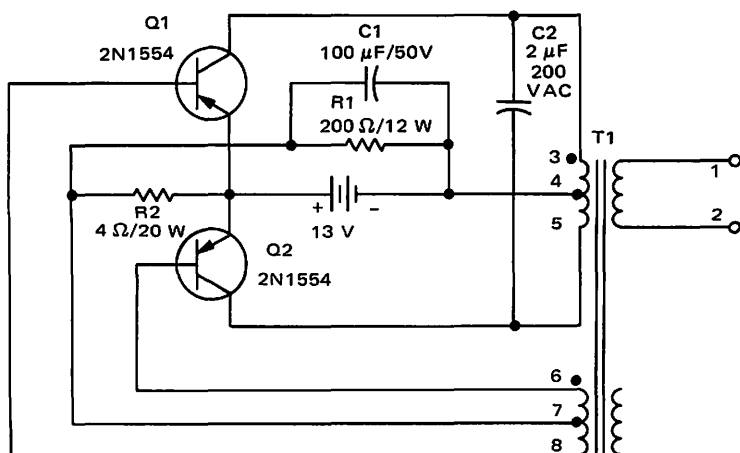 Q1
2N1554
C1
100 μF/50V
R1
200 Ω/12 W
C2
2 μF
200
VAC
T1
3
4
5
1
2
R2
4 Ω/20 W
+
-
13 V
Q2
2N1554
6
7
8